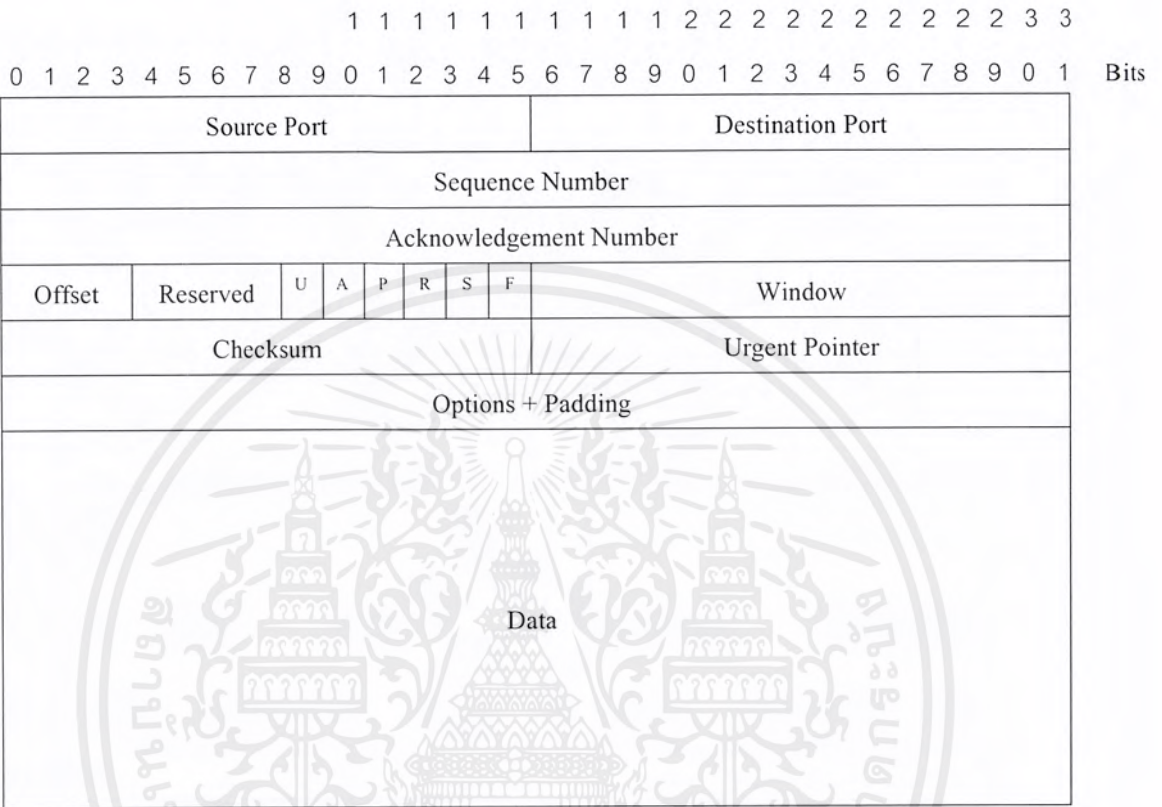 1 1 1 1 1 1 1 1 1 1 2 2 2 2 2 2 2 2 2 2 3 3
0 1 2 3 4 5 6 7 8 9 0 1 2 3 4 5 6 7 8 9 0 1 2 3 4 5 6 7 8 9 0 1 Bits
Source Port Destination Port
Sequence Number
Acknowledgement Number
Offset Reserved U A P R S F Window
Checksum Urgent Pointer
Options + Padding
Data